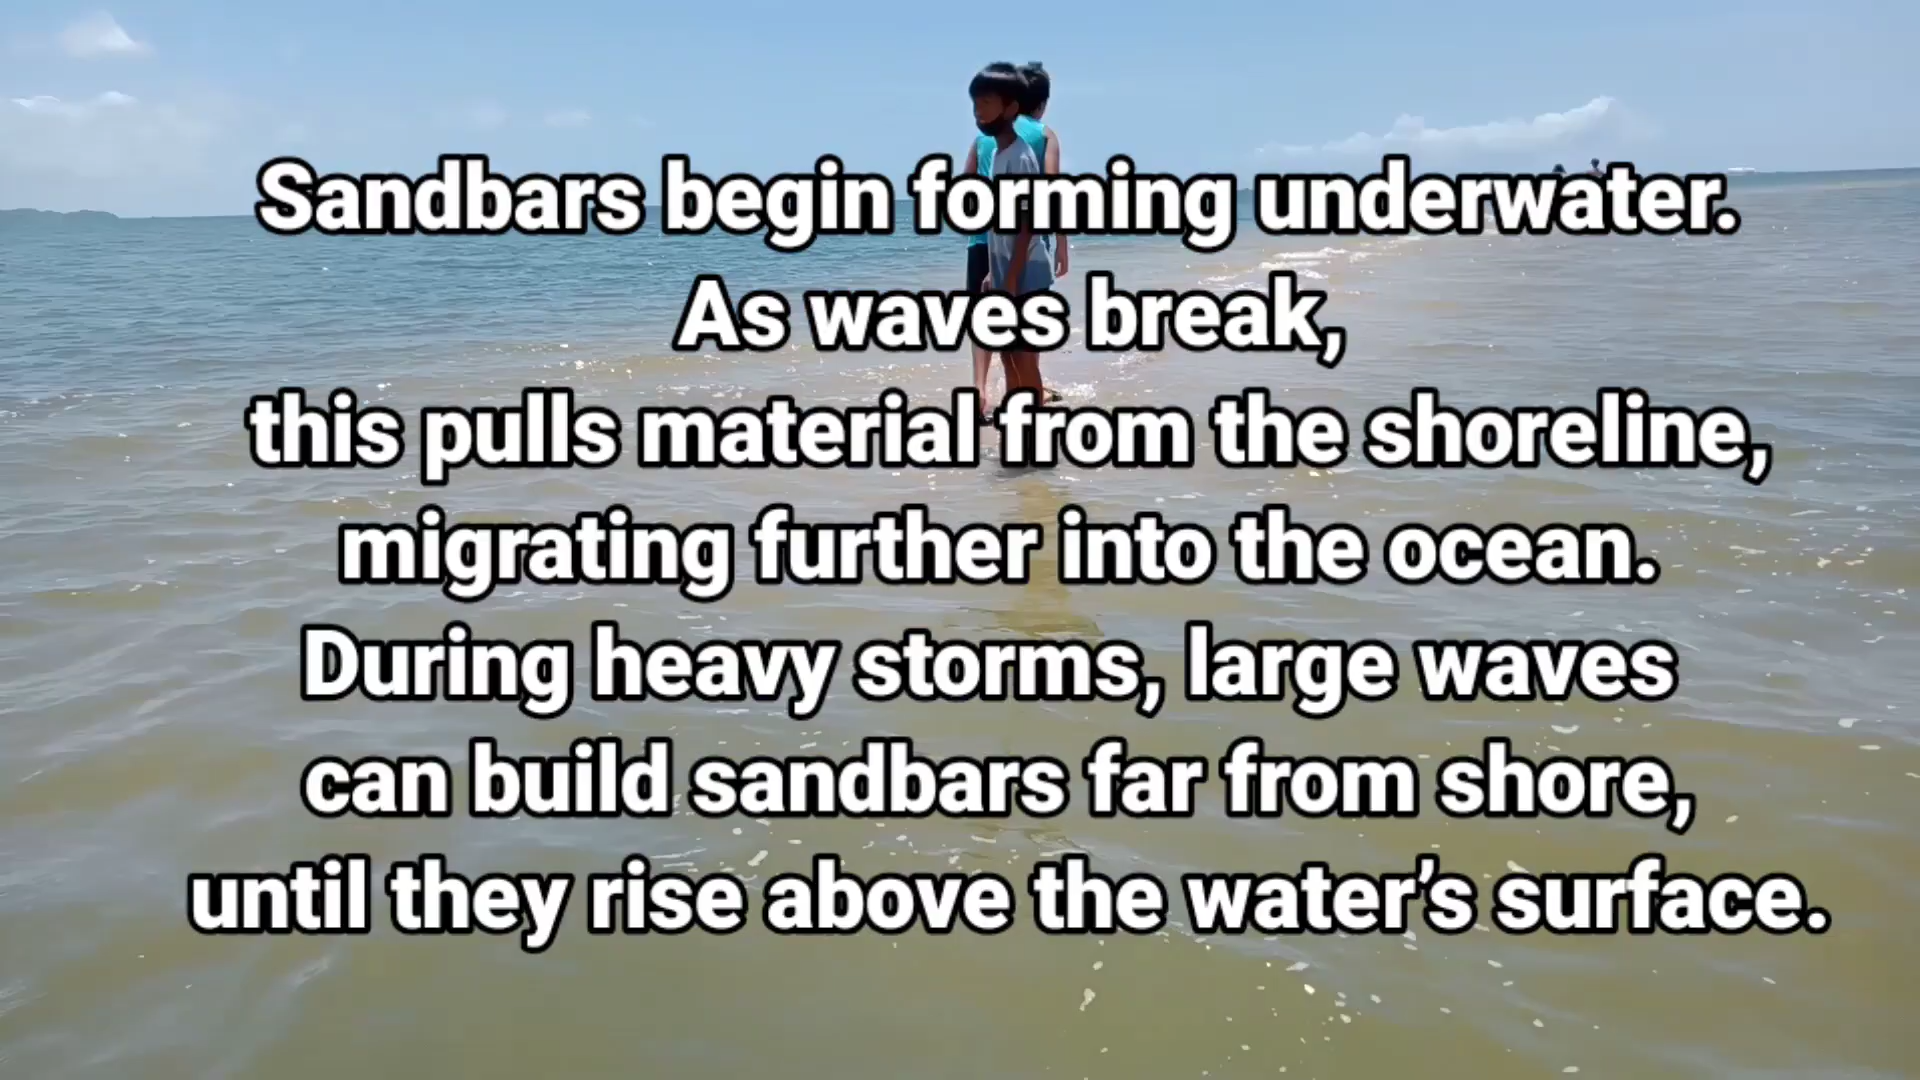 Sandbars begin forming underwater.
As waves break,
this pulls material from the shoreline,
migrating further into the ocean.
During heavy storms, large waves
can build sandbars far from shore,
until they rise above the water’s surface.